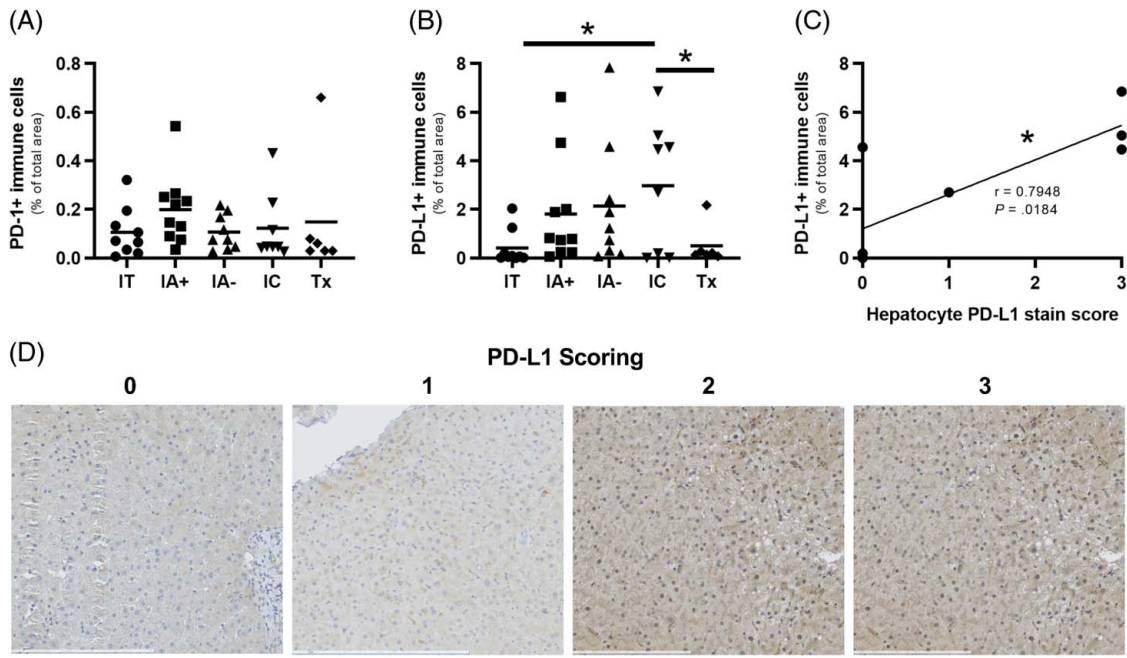 (A)
PD-1+ immune cells
(% of total area)
0.8
0.6
0.4
0.2
0.0
IT IA+ IA- IC Tx
(B)
PD-L1+ immune cells
(% of total area)
8
6
4
2
0
* *
IT IA+ IA- IC Tx
(C)
PD-L1+ immune cells
(% of total area)
8
6
4
2
0
*
r = 0.7948
P = .0184
0 1 2 3
Hepatocyte PD-L1 stain score
(D)
PD-L1 Scoring
0 1 2 3